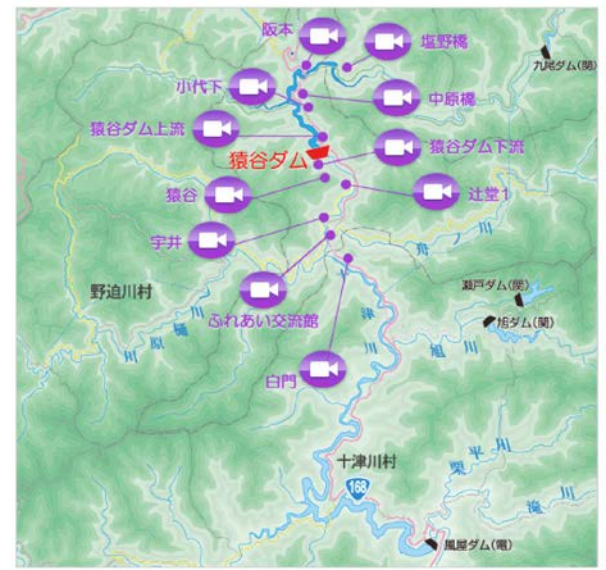 阪本
塩野橋
九尾ダム(関)
小代下
中原橋
猿谷ダム上流
猿谷ダム下流
猿谷ダム
猿谷
辻堂1
宇井
舟ノ川
瀬戸ダム(関)
野迫川村
ふれあい交流館
旭ダム(関)
川原樋川
旭川
白門
十津川村
栗平川
168
滝川
風屋ダム(電)